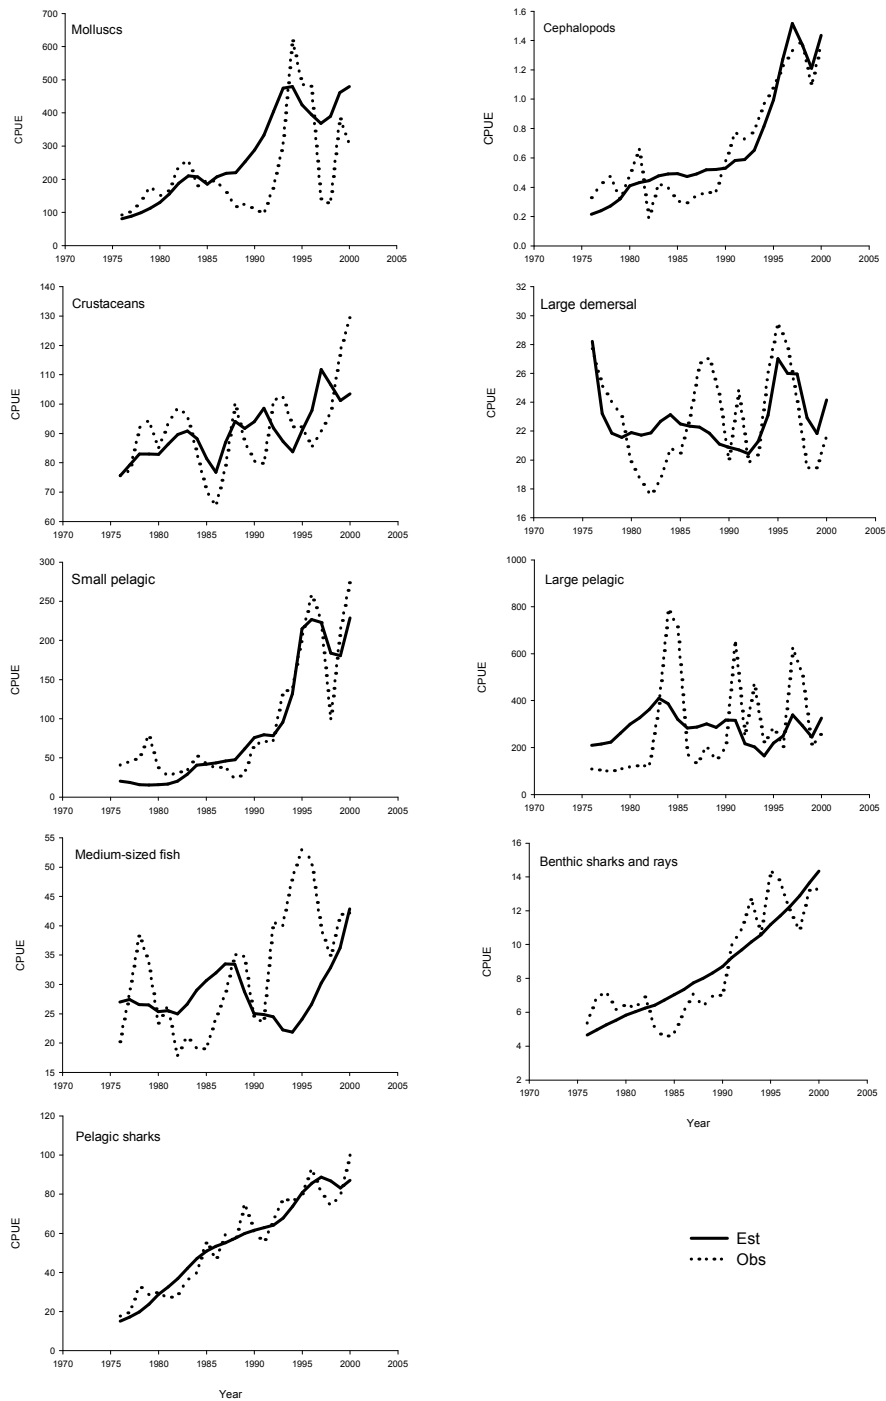 Molluscs
700
600
500
400
300
200
100
0
CPUE
1970 1975 1980 1985 1990 1995 2000 2005
Cephalopods
1.6
1.4
1.2
1.0
0.8
0.6
0.4
0.2
0.0
CPUE
1970 1975 1980 1985 1990 1995 2000 2005
Crustaceans
140
130
120
110
100
90
80
70
60
CPUE
1970 1975 1980 1985 1990 1995 2000 2005
Large demersal
32
30
28
26
24
22
20
18
16
CPUE
1970 1975 1980 1985 1990 1995 2000 2005
Small pelagic
300
250
200
150
100
50
0
CPUE
1970 1975 1980 1985 1990 1995 2000 2005
Large pelagic
1000
800
600
400
200
0
CPUE
1970 1975 1980 1985 1990 1995 2000 2005
Medium-sized fish
55
50
45
40
35
30
25
20
15
CPUE
1970 1975 1980 1985 1990 1995 2000 2005
Benthic sharks and rays
16
14
12
10
8
6
4
2
CPUE
1970 1975 1980 1985 1990 1995 2000 2005
Year
Pelagic sharks
120
100
80
60
40
20
0
CPUE
1970 1975 1980 1985 1990 1995 2000 2005
Year
Est
Obs